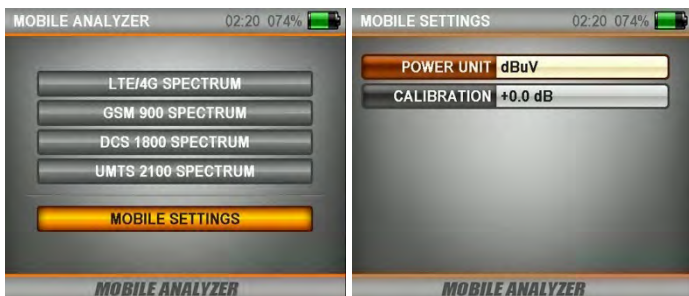 MOBILE ANALYZER 02:20 074%
LTE/4G SPECTRUM
GSM 900 SPECTRUM
DCS 1800 SPECTRUM
UMTS 2100 SPECTRUM
MOBILE SETTINGS
MOBILE ANALYZER
MOBILE SETTINGS 02:20 074%
POWER UNIT dBuV
CALIBRATION +0.0 dB
MOBILE ANALYZER